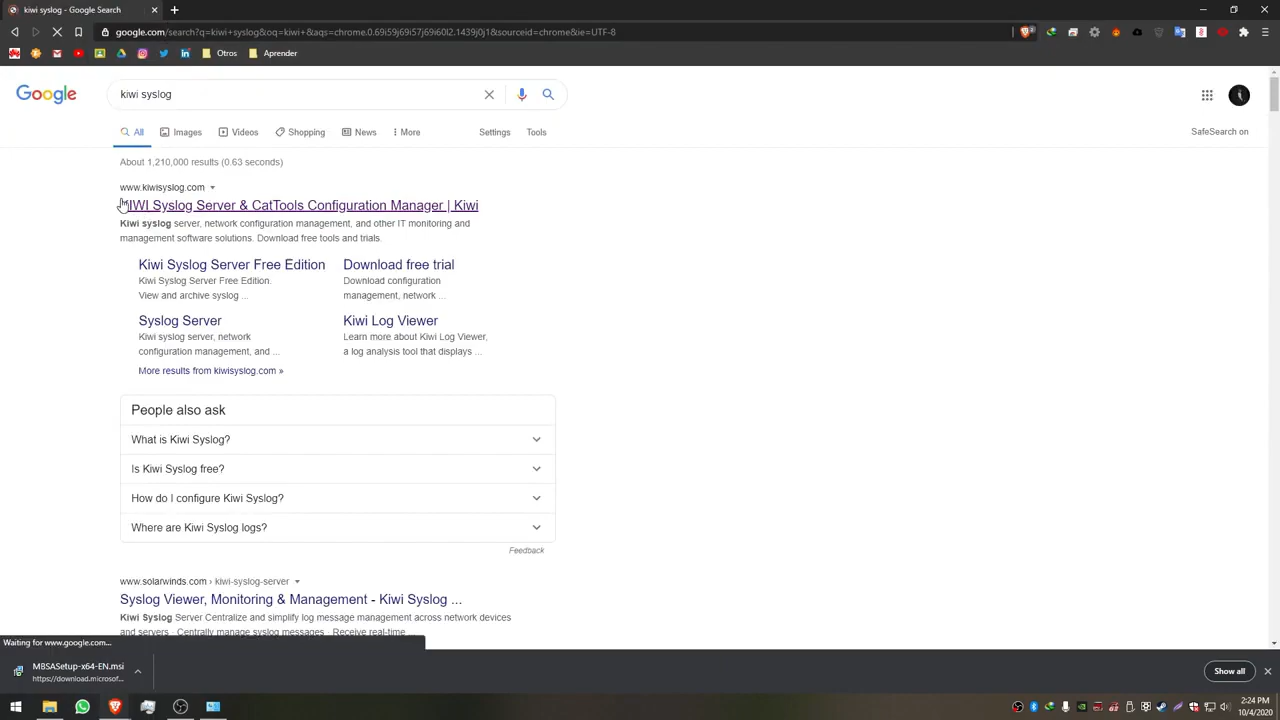 kiwi syslog - Google Search
google.com/search?q=kiwi+syslog&oq=kiwi+&aqs=chrome.0.69i59j69i57j69i60l2.1439j0j1&sourceid=chrome&ie=UTF-8
Otros
Aprender
Google
kiwi syslog
All
Images
Videos
Shopping
News
More
Settings
Tools
SafeSearch on
About 1,210,000 results (0.63 seconds)
www.kiwisyslog.com
KIWI Syslog Server & CatTools Configuration Manager | Kiwi
Kiwi syslog server, network configuration management, and other IT monitoring and
management software solutions. Download free tools and trials.
Kiwi Syslog Server Free Edition
Kiwi Syslog Server Free Edition.
View and archive syslog ...
Download free trial
Download configuration
management, network ...
Syslog Server
Kiwi syslog server, network
configuration management, and ...
Kiwi Log Viewer
Learn more about Kiwi Log Viewer,
a log analysis tool that displays ...
More results from kiwisyslog.com »
People also ask
What is Kiwi Syslog?
Is Kiwi Syslog free?
How do I configure Kiwi Syslog?
Where are Kiwi Syslog logs?
Feedback
www.solarwinds.com › kiwi-syslog-server
Syslog Viewer, Monitoring & Management - Kiwi Syslog ...
Kiwi Syslog Server Centralize and simplify log message management across network devices
and servers · Centrally manage syslog messages · Receive real-time ...
Waiting for www.google.com...
MBSASetup-x64-EN.msi
https://download.microsof...
Show all
2:24 PM
10/4/2020